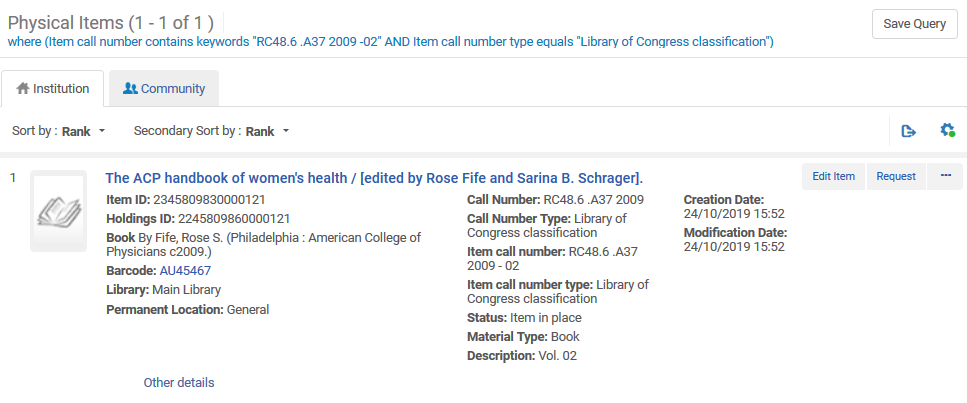 Physical Items (1 - 1 of 1 )
Save Query
where (Item call number contains keywords "RC48.6 .A37 2009 -02" AND Item call number type equals "Library of Congress classification")
Institution
Community
Sort by : Rank
Secondary Sort by : Rank
1
The ACP handbook of women's health / [edited by Rose Fife and Sarina B. Schrager].
Edit Item
Request
Item ID: 2345809830000121
Holdings ID: 2245809860000121
Book By Fife, Rose S. (Philadelphia : American College of
Physicians c2009.)
Barcode: AU45467
Library: Main Library
Permanent Location: General
Call Number: RC48.6 .A37 2009
Call Number Type: Library of
Congress classification
Item call number: RC48.6 .A37
2009 - 02
Item call number type: Library of
Congress classification
Status: Item in place
Material Type: Book
Description: Vol. 02
Creation Date:
24/10/2019 15:52
Modification Date:
24/10/2019 15:52
Other details